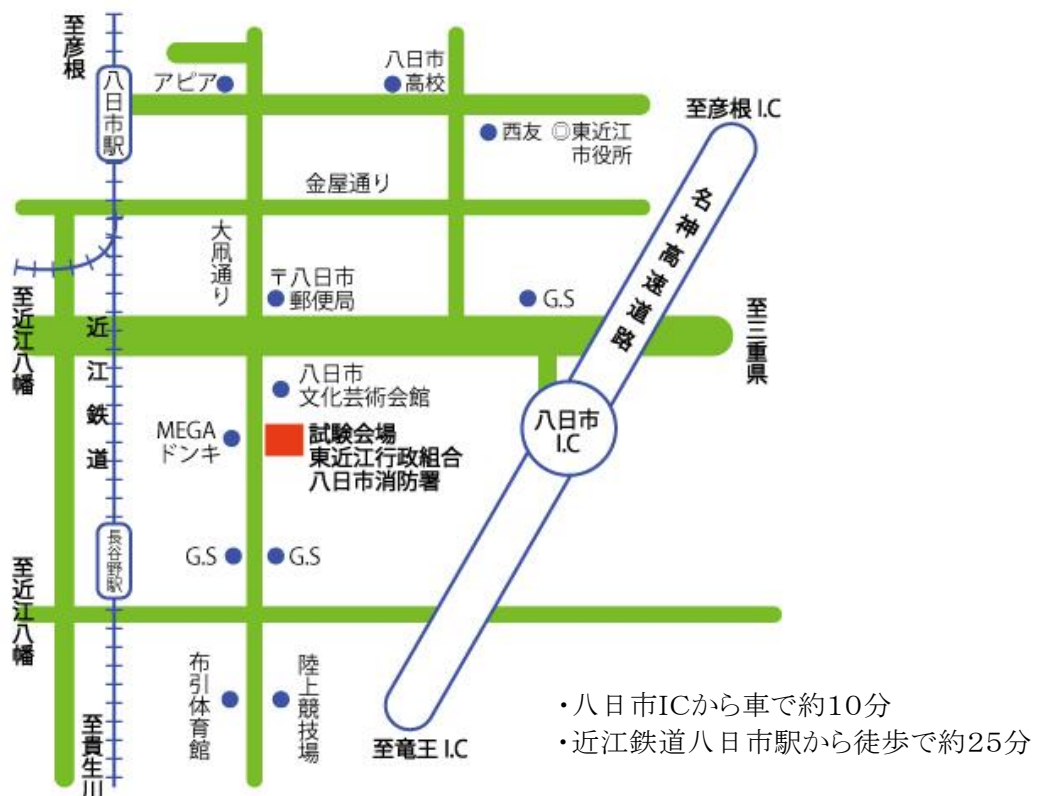 至彦根
八日市駅
アピア
八日市
高校
至彦根 I.C
西友
◎東近江
市役所
金屋通り
名神高速道路
大凧通り
〒八日市
郵便局
G.S
至近江八幡
近江鉄道
至三重県
八日市
文化芸術会館
MEGA
ドンキ
試験会場
東近江行政組合
八日市消防署
八日市
I.C
長谷野駅
G.S
G.S
至近江八幡
布引体育館
陸上競技場
至貴生川
至竜王 I.C
・八日市ICから車で約10分
・近江鉄道八日市駅から徒歩で約25分